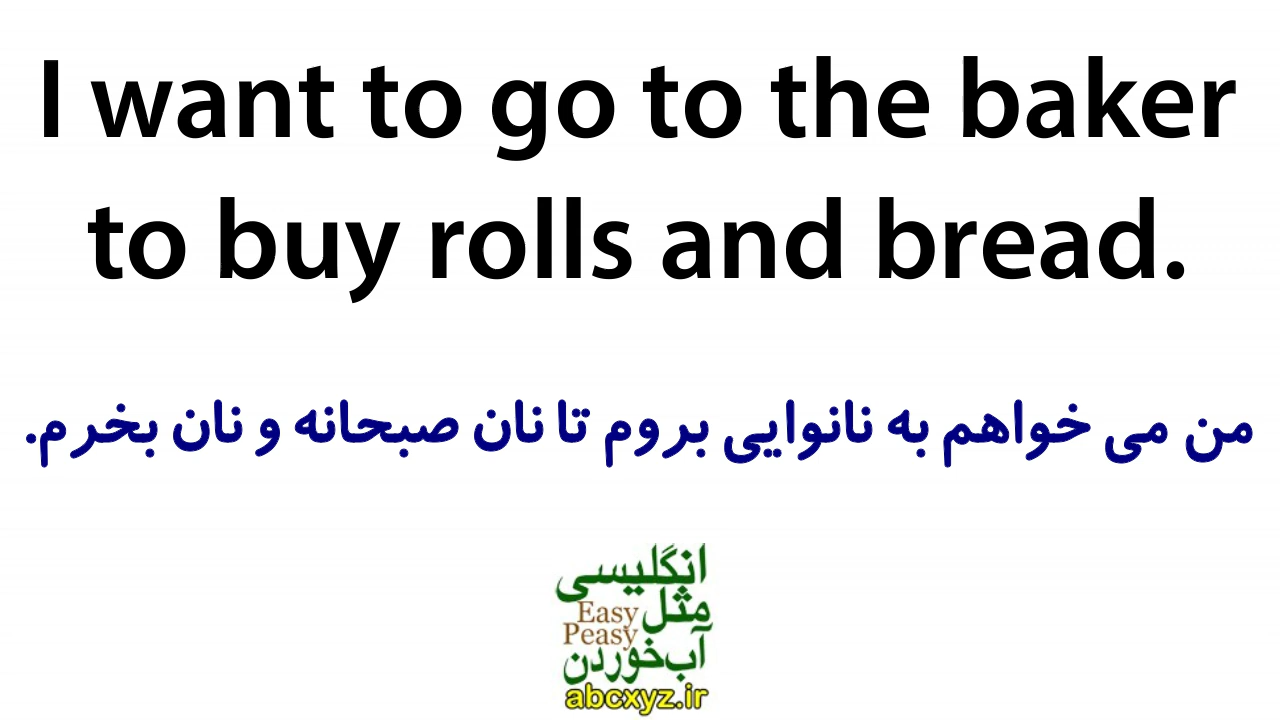 I want to go to the baker
to buy rolls and bread.
من می خواهم به نانوایی بروم تا نان صبحانه و نان بخرم.
انگلیسی
مثل Easy
Peasy
آب‌خوردن
abcxyz.ir